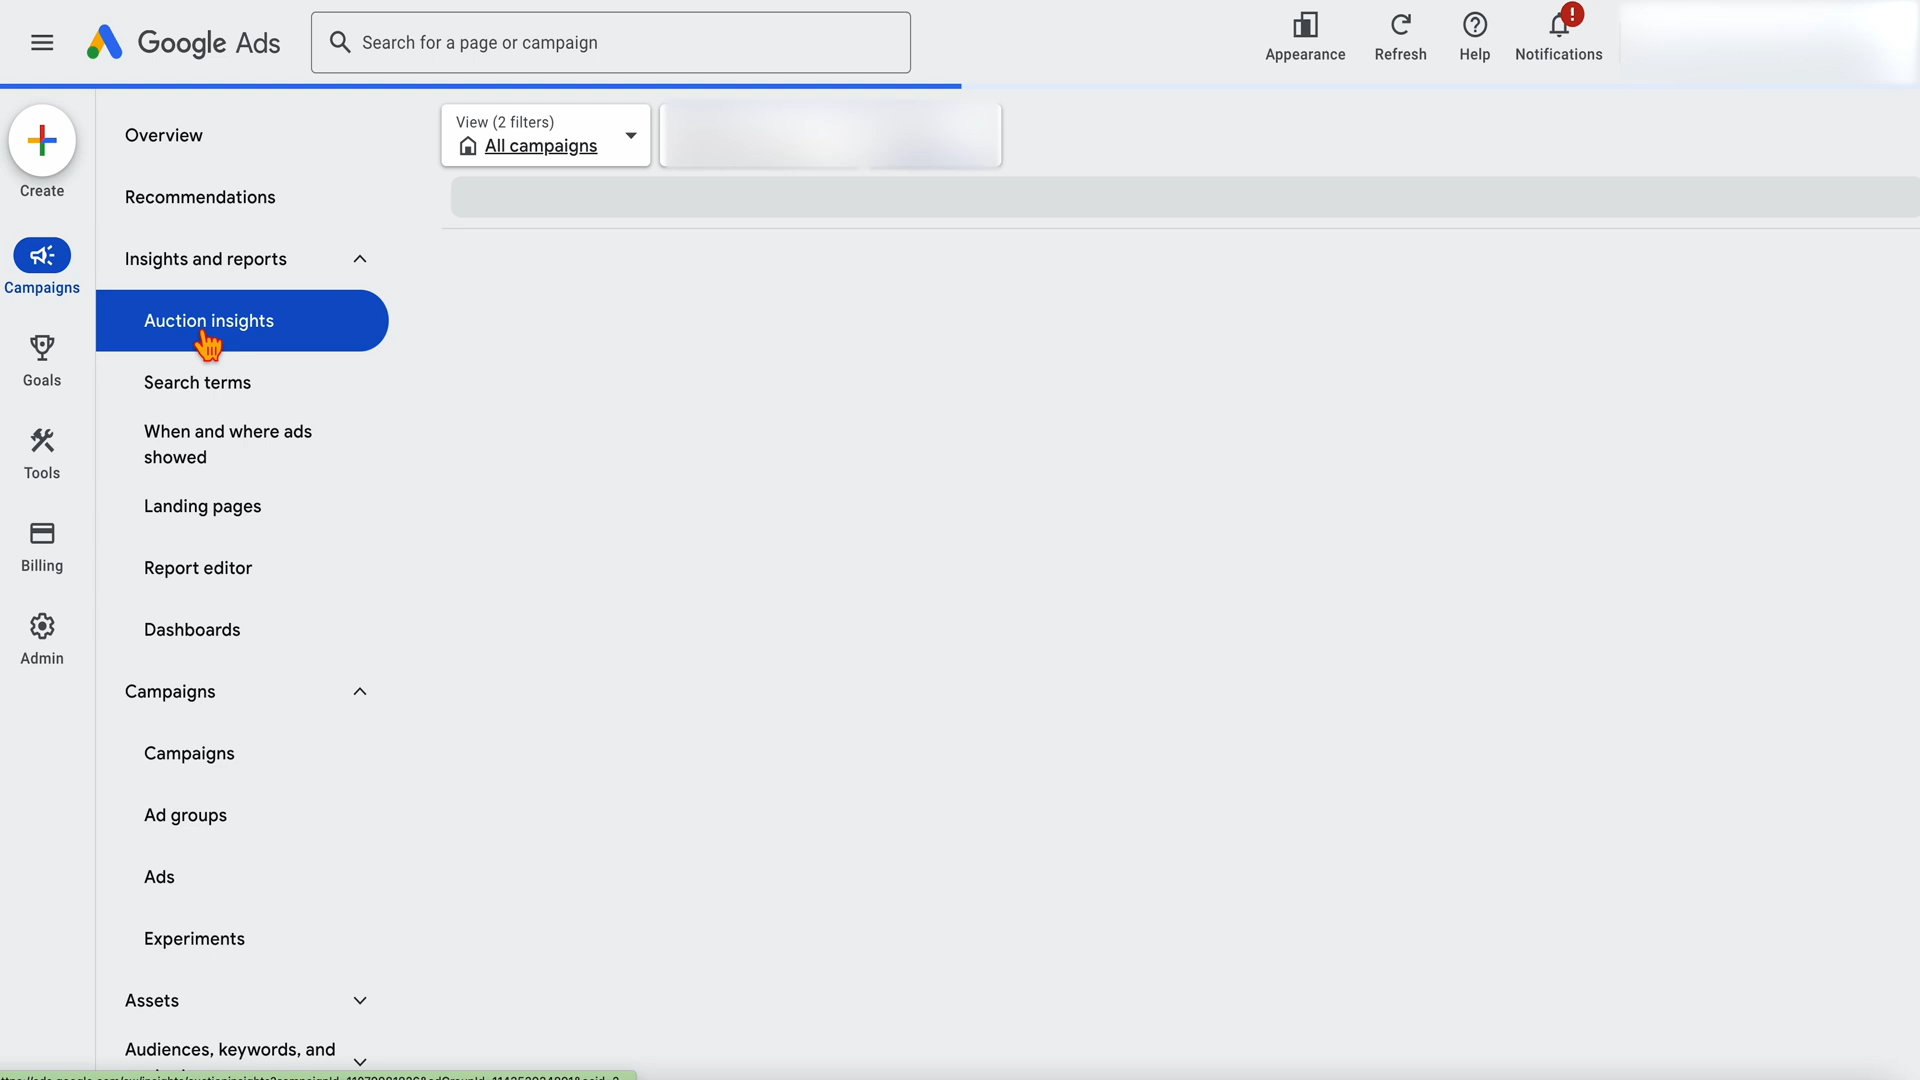 Google Ads
Search for a page or campaign
Appearance
Refresh
Help
!
Notifications
Create
Campaigns
Goals
Tools
Billing
Admin
Overview
Recommendations
Insights and reports
Auction insights
Search terms
When and where ads
showed
Landing pages
Report editor
Dashboards
Campaigns
Campaigns
Ad groups
Ads
Experiments
Assets
Audiences, keywords, and
View (2 filters)
All campaigns